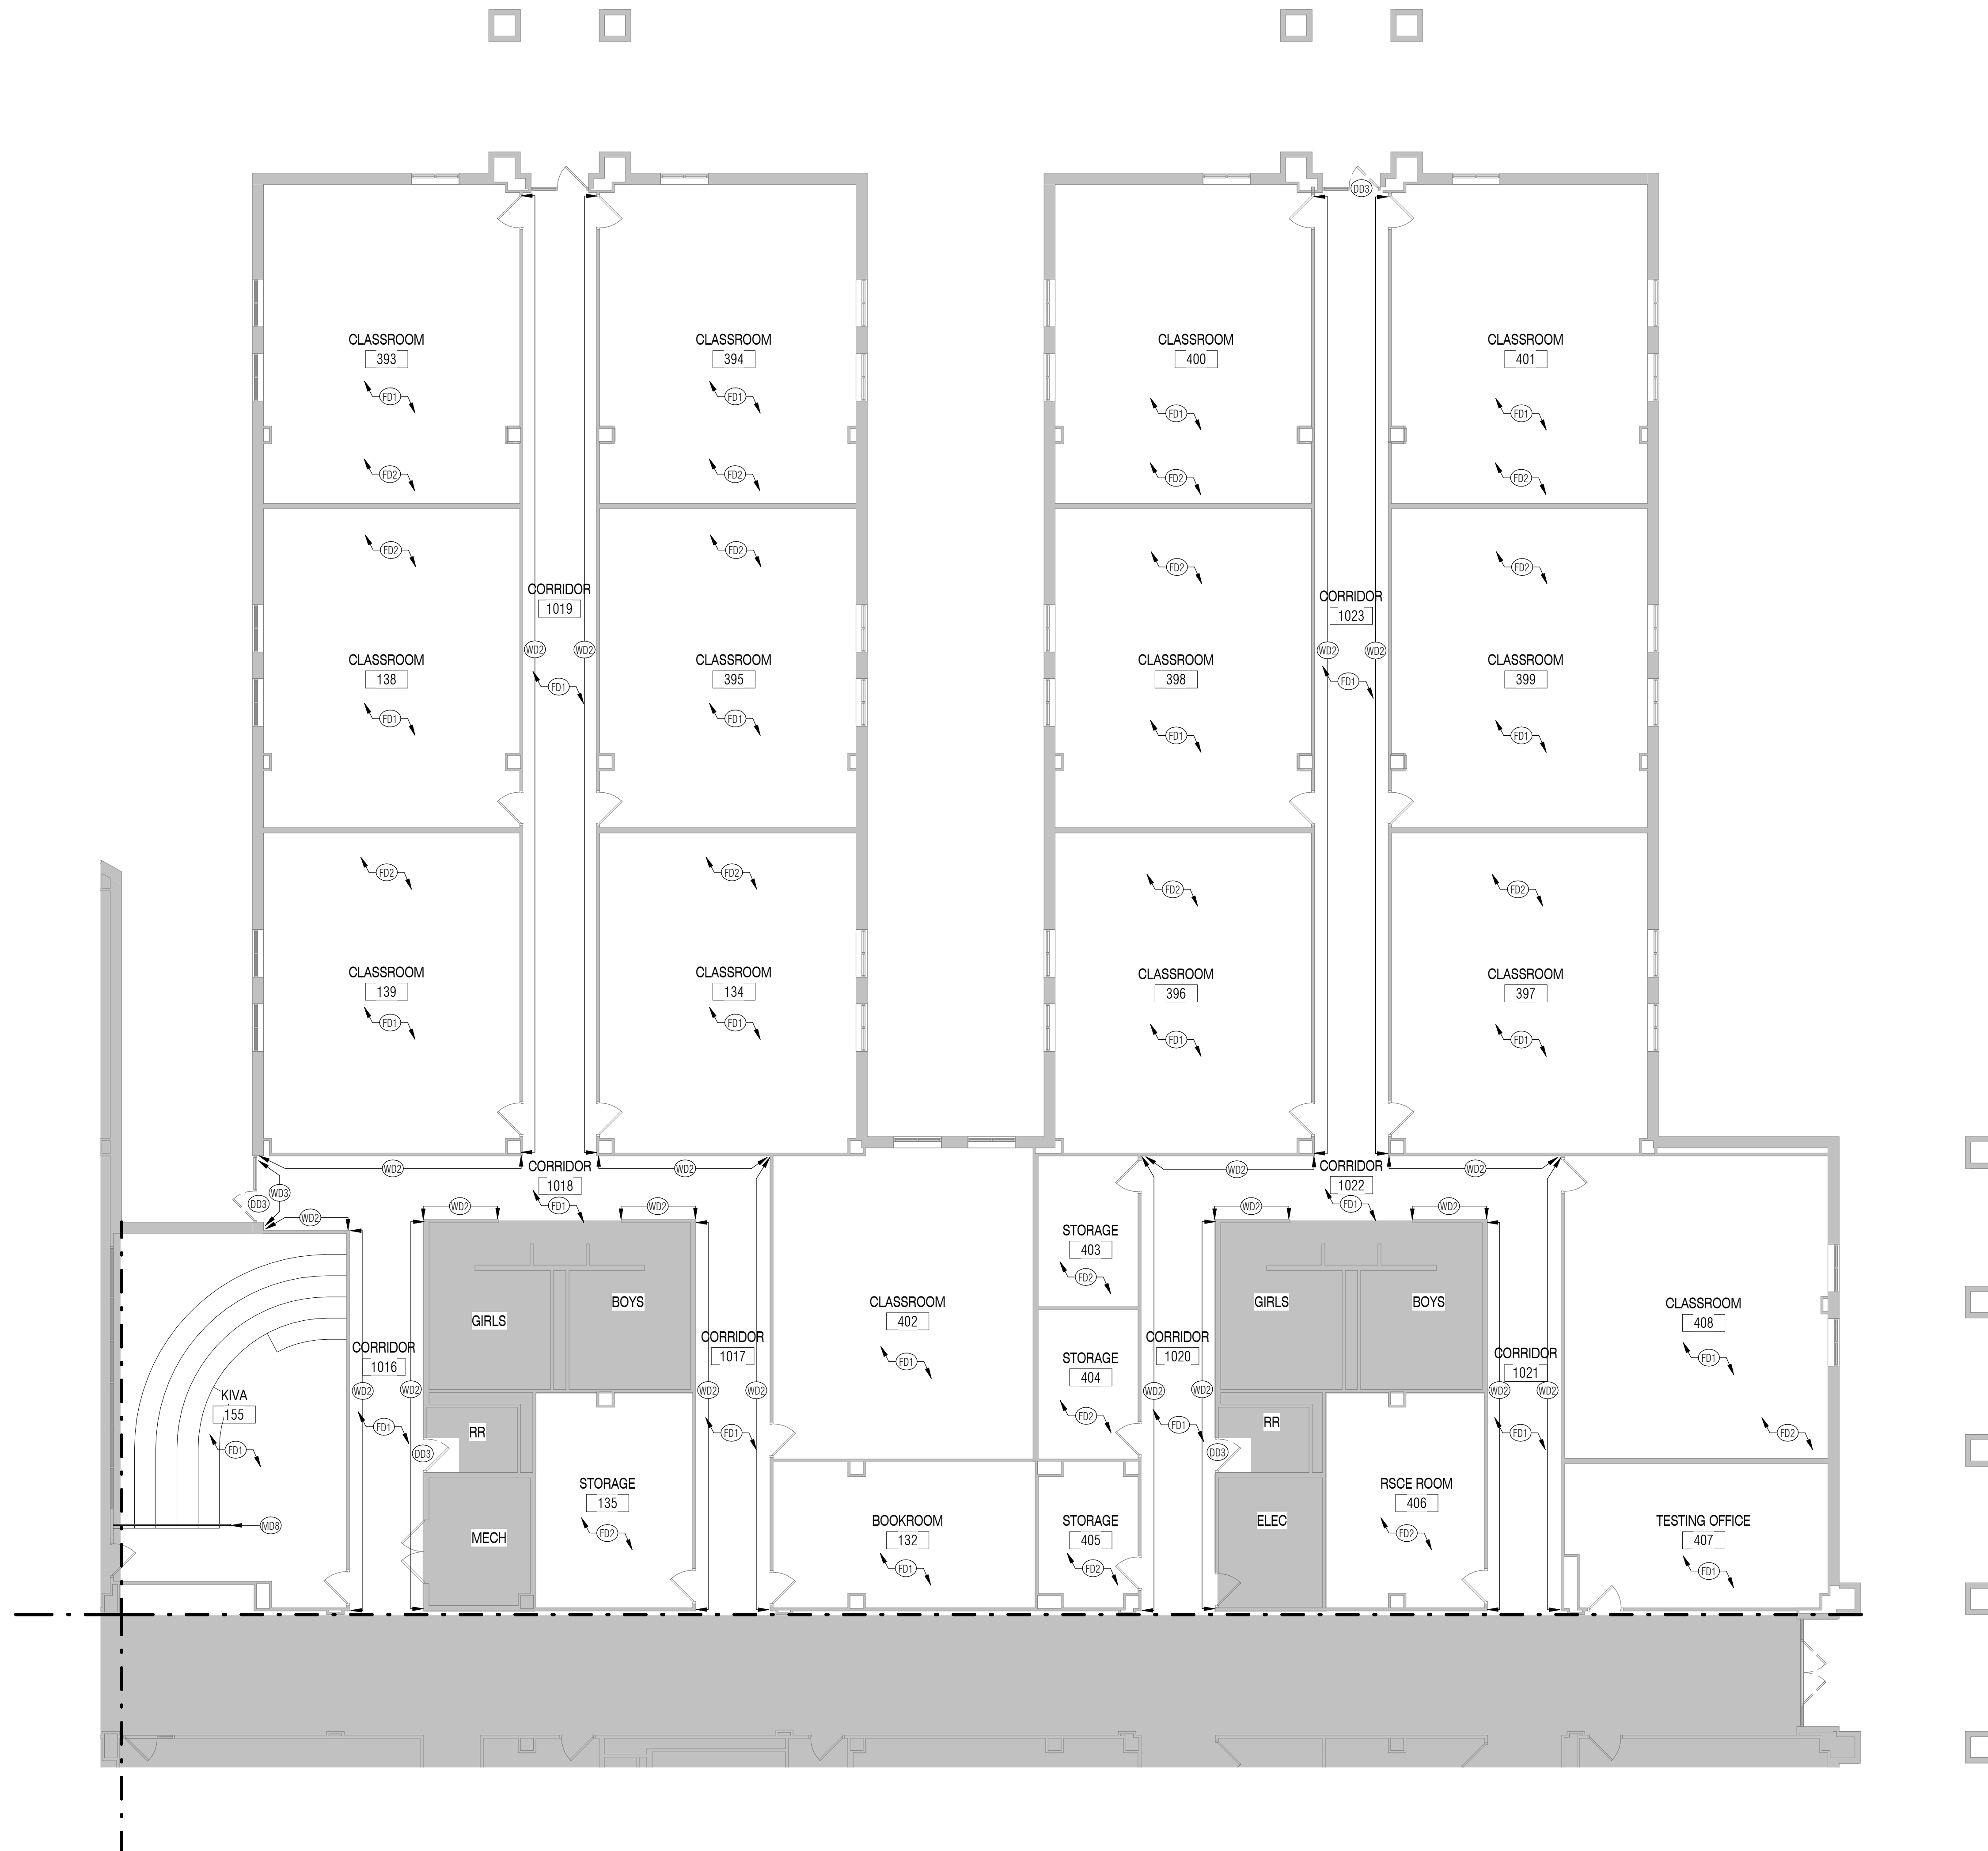 DD3
CLASSROOM
393
FD1
FD2
CLASSROOM
394
FD1
FD2
CLASSROOM
400
FD1
FD2
CLASSROOM
401
FD1
FD2
FD2
CLASSROOM
138
FD1
CORRIDOR
1019
WD2
WD2
FD1
FD2
CLASSROOM
395
FD1
FD2
CLASSROOM
398
FD1
CORRIDOR
1023
WD2
WD2
FD1
FD2
CLASSROOM
399
FD1
FD2
CLASSROOM
139
FD1
FD2
CLASSROOM
134
FD1
FD2
CLASSROOM
396
FD1
FD2
CLASSROOM
397
FD1
WD2
CORRIDOR
1018
FD1
WD2
WD3
DD3
WD2
WD2
WD2
WD2
CORRIDOR
1022
FD1
WD2
WD2
WD2
KIVA
155
FD1
MD8
CORRIDOR
1016
WD2
WD2
FD1
DD3
GIRLS
BOYS
RR
MECH
STORAGE
135
FD2
CORRIDOR
1017
WD2
WD2
FD1
CLASSROOM
402
FD1
BOOKROOM
132
FD1
STORAGE
403
FD2
STORAGE
404
FD2
STORAGE
405
FD2
CORRIDOR
1020
WD2
WD2
FD1
DD3
GIRLS
BOYS
RR
ELEC
RSCE ROOM
406
FD2
CORRIDOR
1021
WD2
WD2
FD1
CLASSROOM
408
FD1
FD2
TESTING OFFICE
407
FD1